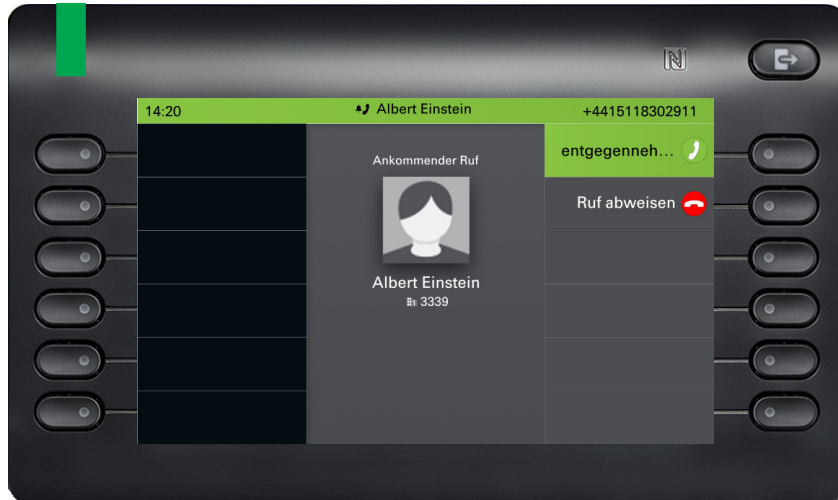 14:20
Albert Einstein
+4415118302911
Ankommender Ruf
entgegenneh...
Ruf abweisen
Albert Einstein
3339